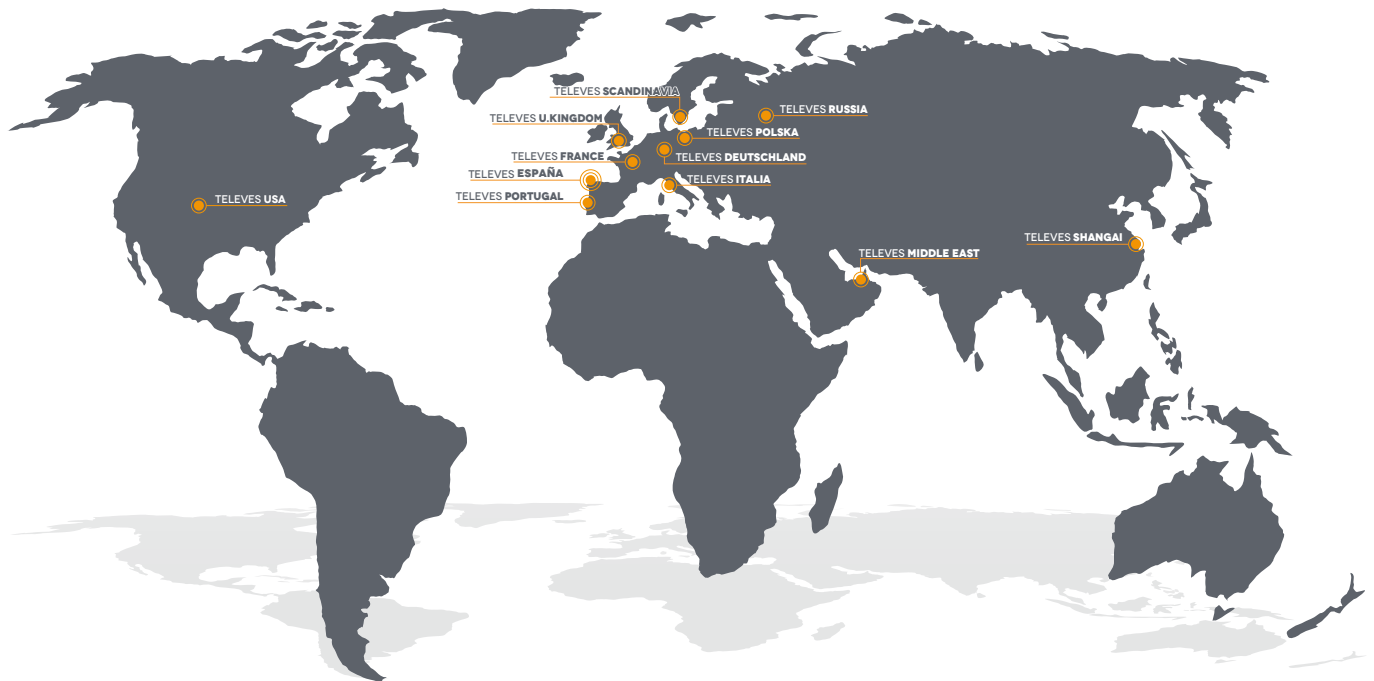 TELEVES SCANDINAVIA
TELEVES RUSSIA
TELEVES U.KINGDOM
TELEVES POLSKA
TELEVES FRANCE
TELEVES DEUTSCHLAND
TELEVES ESPAÑA
TELEVES ITALIA
TELEVES PORTUGAL
TELEVES USA
TELEVES SHANGAI
TELEVES MIDDLE EAST